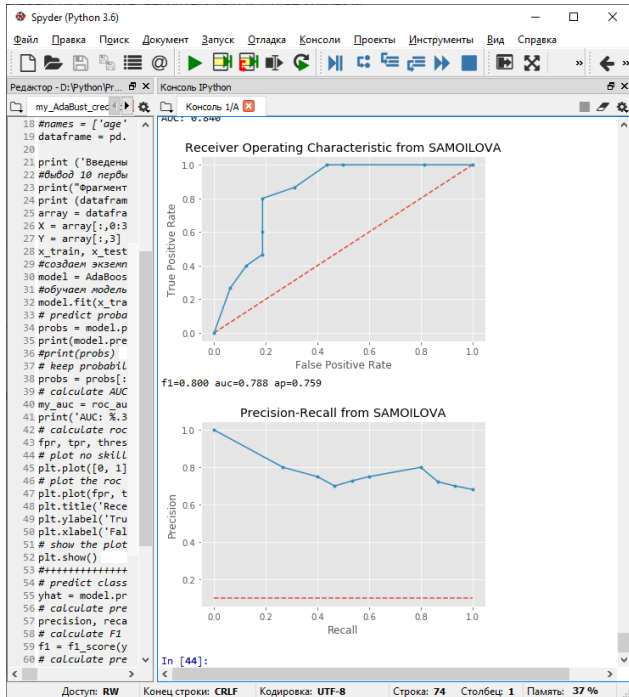 Spyder (Python 3.6)
Файл Правка Поиск Документ Запуск Отладка Консоли Проекты Инструменты Вид Справка
Редактор - D:\Python\Pr...
Консоль IPython
my_AdaBust_cred
Консоль 1/A
18 #names = ['age'
19 dataframe = pd.
20
21 print ('Введены
22 #вывод 10 первы
23 print("Фрагмент
24 print (datafram
25 array = datafra
26 X = array[:,0:3
27 Y = array[:,3]
28 x_train, x_test
29 #создаем экземп
30 model = AdaBoos
31 #обучаем модель
32 model.fit(x_tra
33 # predict proba
34 probs = model.p
35 print(model.pre
36 #print(probs)
37 # keep probabil
38 probs = probs[:
39 # calculate AUC
40 my_auc = roc_au
41 print('AUC: %.3
42 # calculate roc
43 fpr, tpr, thres
44 # plot no skill
45 plt.plot([0, 1]
46 # plot the roc
47 plt.plot(fpr, t
48 plt.title('Rece
49 plt.ylabel('Tru
50 plt.xlabel('Fal
51 # show the plot
52 plt.show()
53 #++++++++++++++
54 # predict class
55 yhat = model.pr
56 # calculate pre
57 precision, reca
58 # calculate F1
59 f1 = f1_score(y
60 # calculate pre
AUC: 0.840
Receiver Operating Characteristic from SAMOILOVA
True Positive Rate
1.0
0.8
0.6
0.4
0.2
0.0
0.0 0.2 0.4 0.6 0.8 1.0
False Positive Rate
f1=0.800 auc=0.788 ap=0.759
Precision-Recall from SAMOILOVA
Precision
1.0
0.8
0.6
0.4
0.2
0.0 0.2 0.4 0.6 0.8 1.0
Recall
In [44]:
Доступ: RW Конец строки: CRLF Кодировка: UTF-8 Строка: 74 Столбец: 1 Память: 37 %